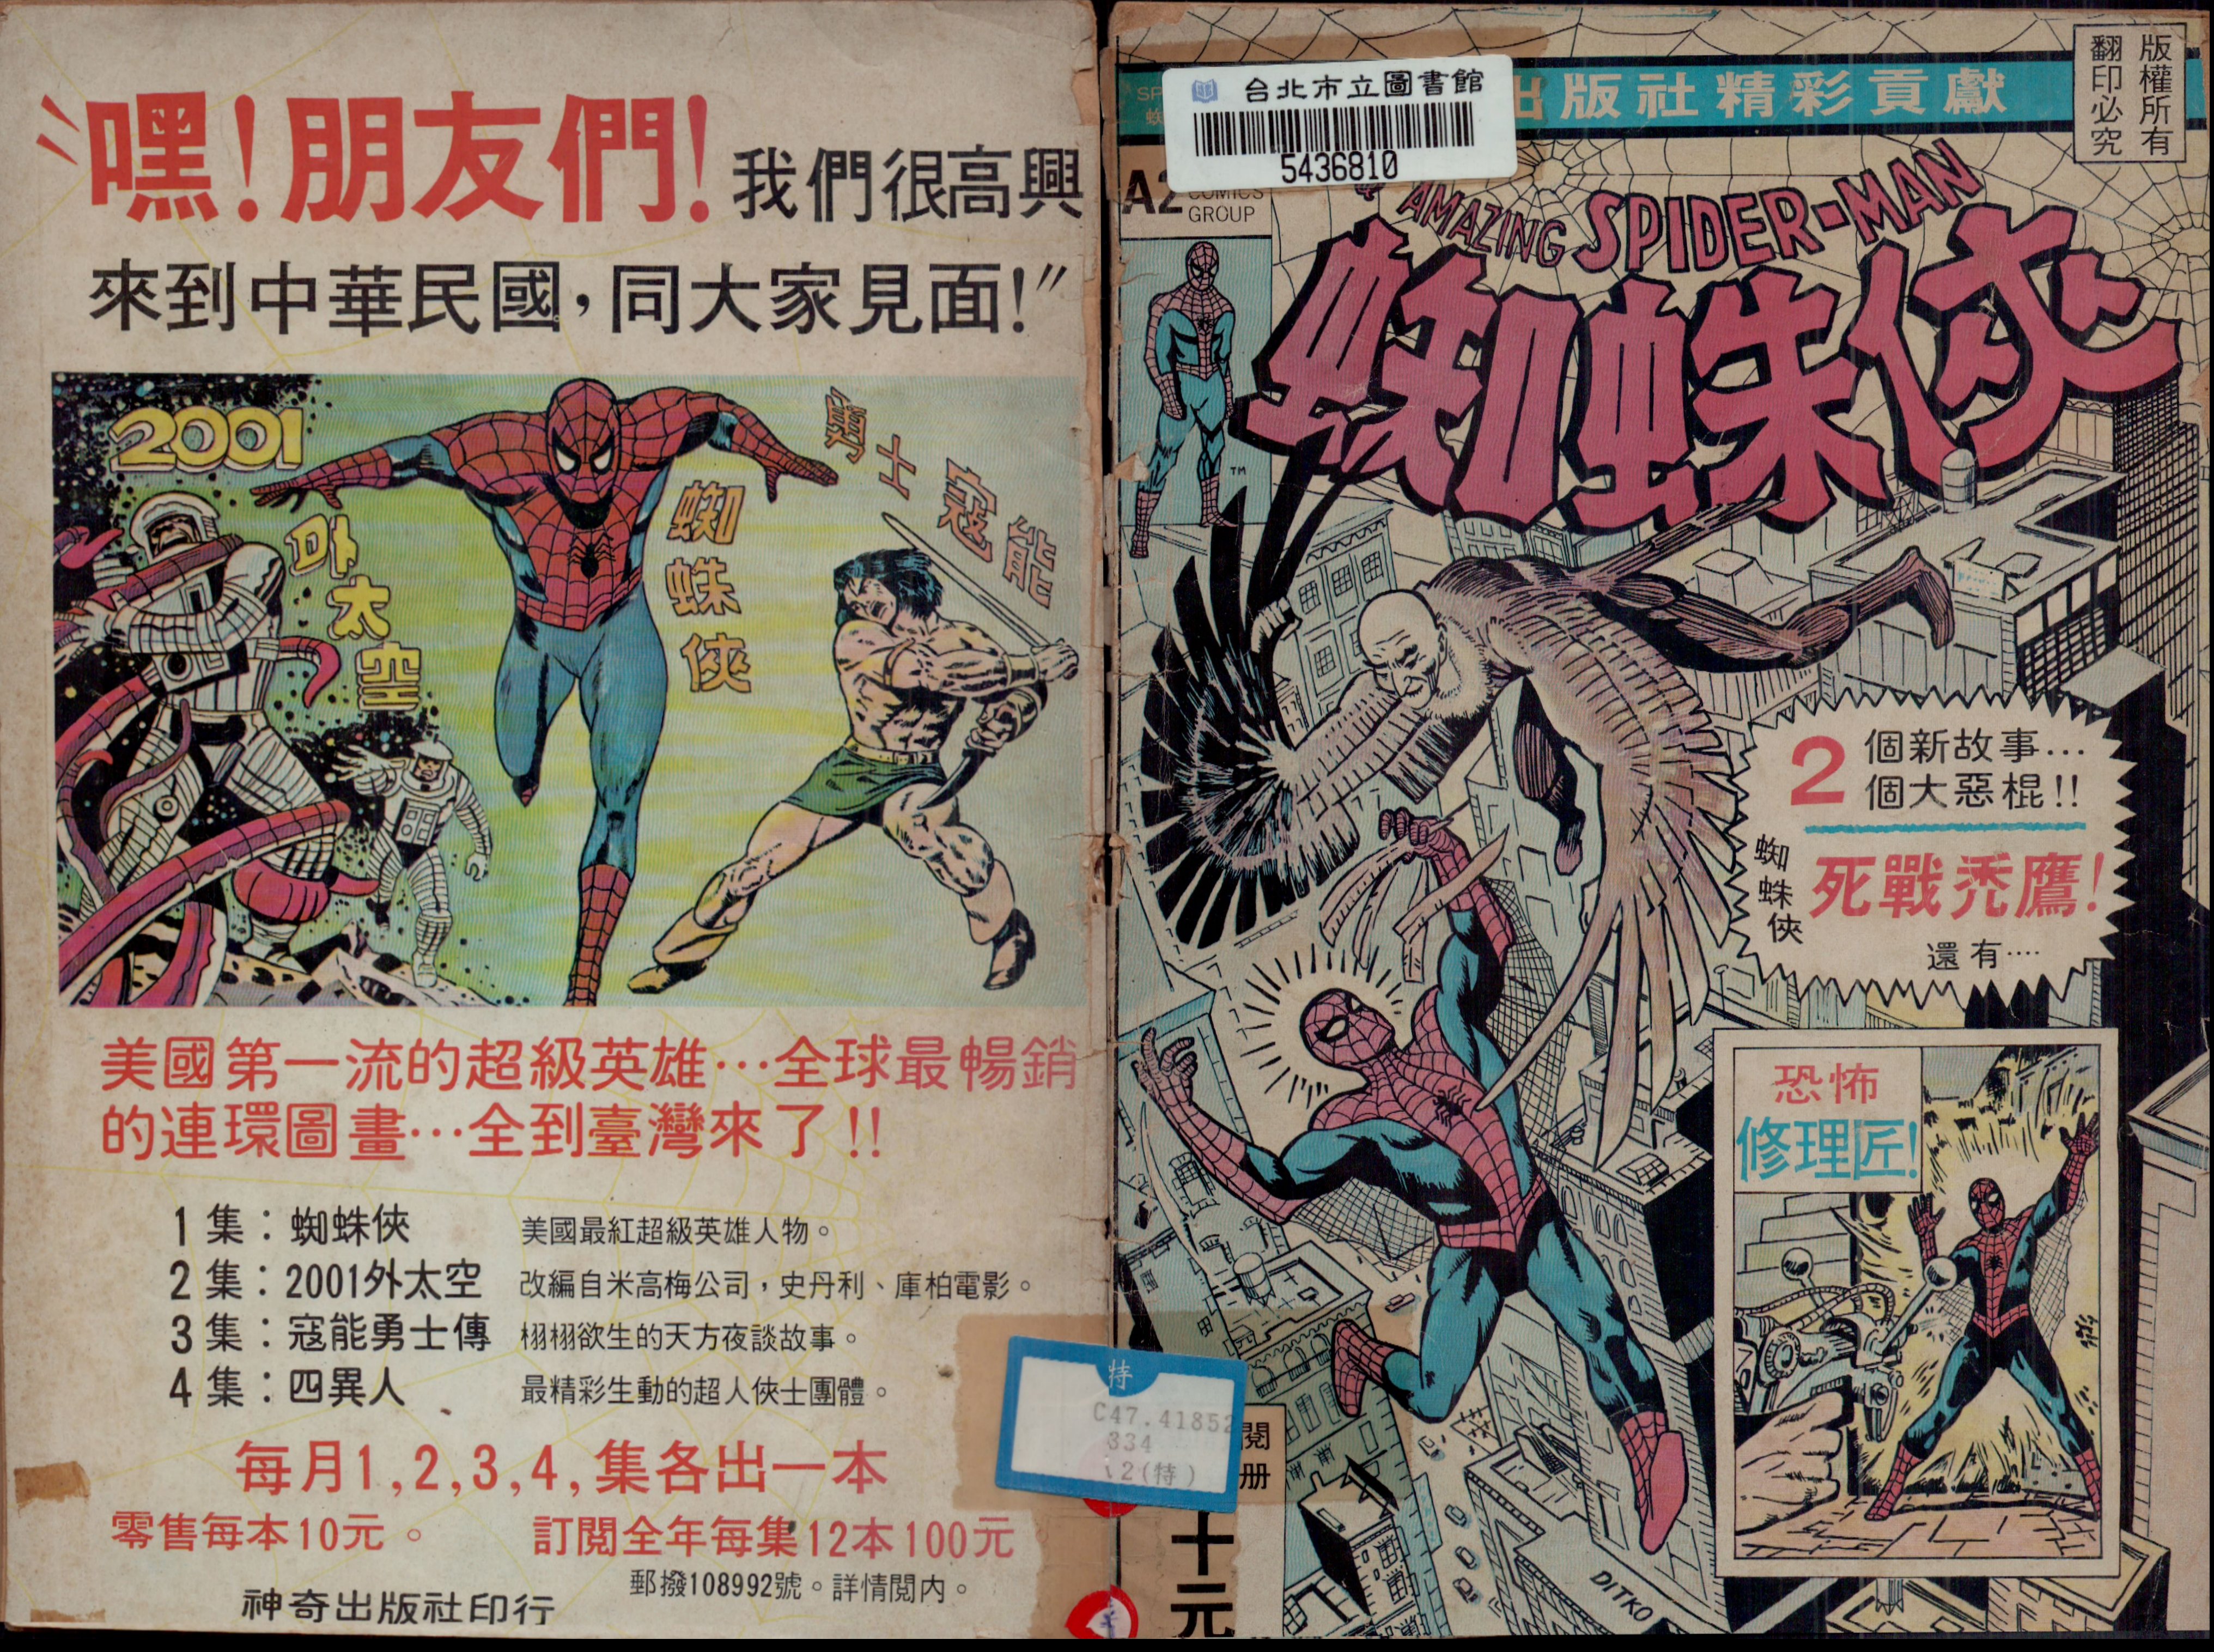 嘿！朋友們！我們很高興
來到中華民國，同大家見面！"
2001
外太空
蜘蛛俠
勇士
寇能
美國第一流的超級英雄…全球最暢銷
的連環圖畫…全到臺灣來了!!
1集：蜘蛛俠 美國最紅超級英雄人物。
2集：2001外太空 改編自米高梅公司，史丹利、庫柏電影。
3集：寇能勇士傳 栩栩欲生的天方夜談故事。
4集：四異人 最精彩生動的超人俠士團體。
每月1,2,3,4,集各出一本
零售每本10元。 訂閱全年每集12本100元
郵撥108992號。詳情閱內。
神奇出版社印行
特
C47.41852
334
2(特)
台北市立圖書館
5436810
出版社精彩貢獻
版權所有
翻印必究
A2
COMICS
GROUP
AMAZING SPIDER-MAN
蜘蛛俠
TM
2個新故事…
個大惡棍!!
蜘蛛俠
死戰禿鷹!
還有‥‥
恐怖
修理匠!
閱
冊
十元
DITKO